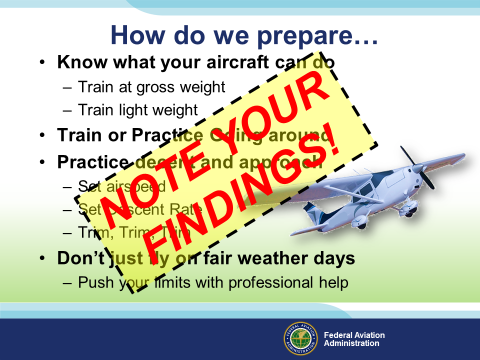 How do we prepare…
• Know what your aircraft can do
– Train at gross weight
– Train light weight
• Train or Practice Going around
• Practice decent and approach
– Set airspeed
– Set Descent Rate
– Trim, Trim, Trim
• Don't just fly on fair weather days
– Push your limits with professional help
NOTE YOUR
FINDINGS!
Federal Aviation
Administration